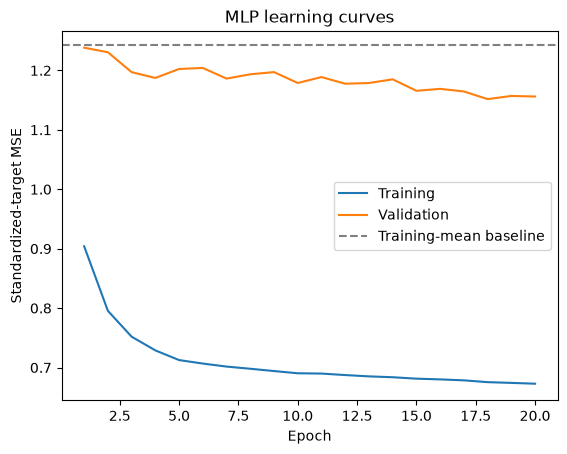 MLP learning curves
Standardized-target MSE
1.2
1.1
1.0
0.9
0.8
0.7
Training
Validation
Training-mean baseline
2.5 5.0 7.5 10.0 12.5 15.0 17.5 20.0
Epoch